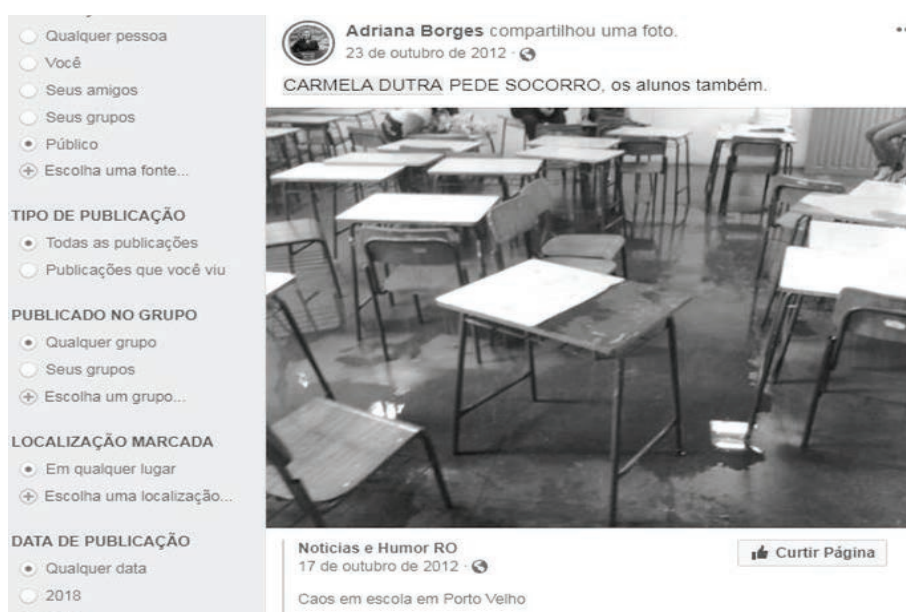 Qualquer pessoa
Você
Seus amigos
Seus grupos
Público
Escolha uma fonte...
TIPO DE PUBLICAÇÃO
Todas as publicações
Publicações que você viu
PUBLICADO NO GRUPO
Qualquer grupo
Seus grupos
Escolha um grupo...
LOCALIZAÇÃO MARCADA
Em qualquer lugar
Escolha uma localização...
DATA DE PUBLICAÇÃO
Qualquer data
2018
Adriana Borges compartilhou uma foto.
23 de outubro de 2012 ·
CARMELA DUTRA PEDE SOCORRO, os alunos também.
Noticias e Humor RO
17 de outubro de 2012 ·
Curtir Página
Caos em escola em Porto Velho